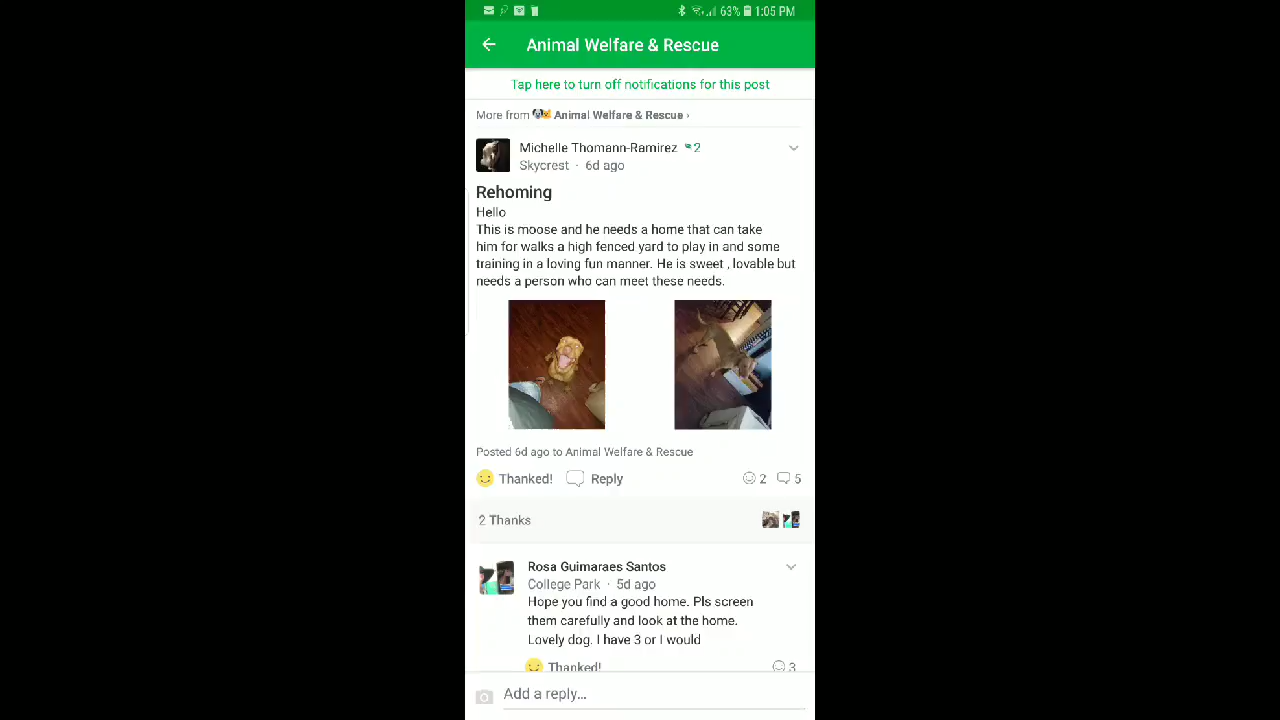 63% 1:05 PM
Animal Welfare & Rescue
Tap here to turn off notifications for this post
More from Animal Welfare & Rescue ›
Michelle Thomann-Ramirez 2
Skycrest · 6d ago
Rehoming
Hello
This is moose and he needs a home that can take
him for walks a high fenced yard to play in and some
training in a loving fun manner. He is sweet , lovable but
needs a person who can meet these needs.
Posted 6d ago to Animal Welfare & Rescue
Thanked! Reply 2 5
2 Thanks
Rosa Guimaraes Santos
College Park · 5d ago
Hope you find a good home. Pls screen
them carefully and look at the home.
Lovely dog. I have 3 or I would
Thanked! 3
Add a reply...